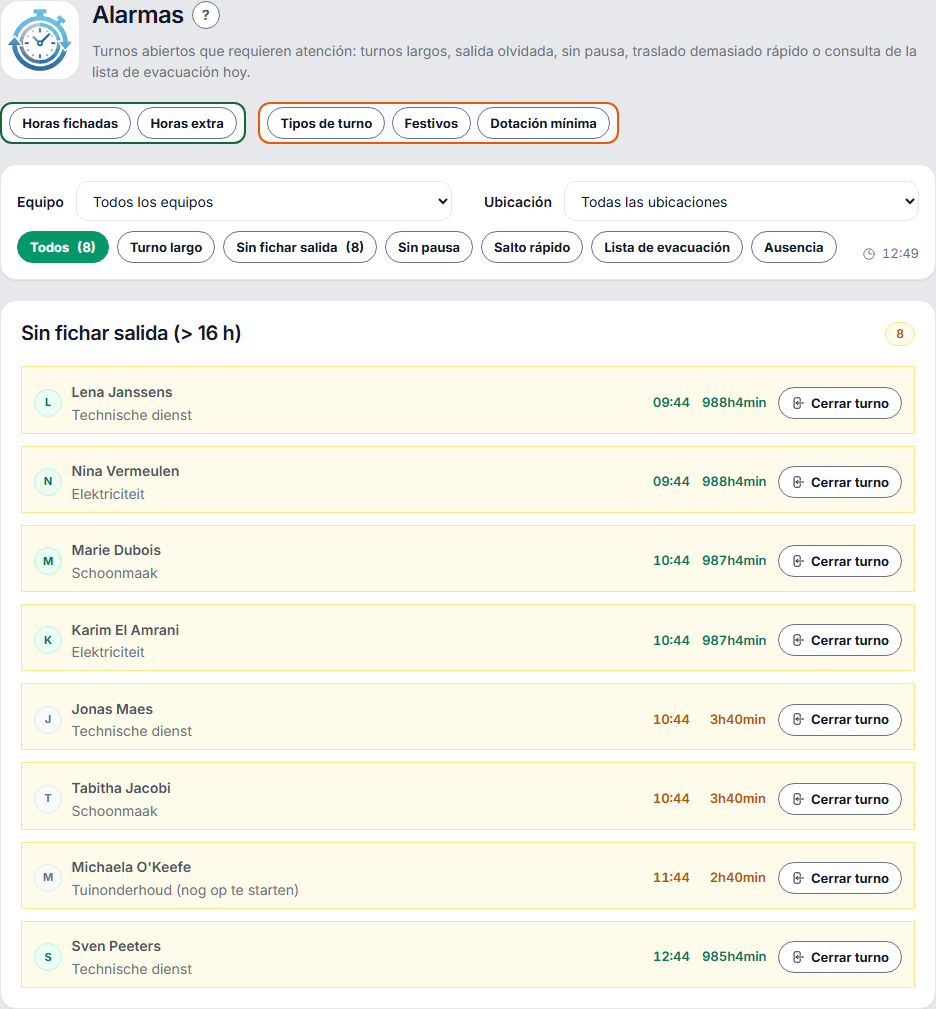 Alarmas ?
Turnos abiertos que requieren atención: turnos largos, salida olvidada, sin pausa, traslado demasiado rápido o consulta de la
lista de evacuación hoy.
Horas fichadas Horas extra Tipos de turno Festivos Dotación mínima
Equipo Todos los equipos Ubicación Todas las ubicaciones
Todos (8) Turno largo Sin fichar salida (8) Sin pausa Salto rápido Lista de evacuación Ausencia 12:49
Sin fichar salida (> 16 h) 8
L Lena Janssens 09:44 988h4min Cerrar turno
Technische dienst
N Nina Vermeulen 09:44 988h4min Cerrar turno
Elektriciteit
M Marie Dubois 10:44 987h4min Cerrar turno
Schoonmaak
K Karim El Amrani 10:44 987h4min Cerrar turno
Elektriciteit
J Jonas Maes 10:44 3h40min Cerrar turno
Technische dienst
T Tabitha Jacobi 10:44 3h40min Cerrar turno
Schoonmaak
M Michaela O'Keefe 11:44 2h40min Cerrar turno
Tuinonderhoud (nog op te starten)
S Sven Peeters 12:44 985h4min Cerrar turno
Technische dienst